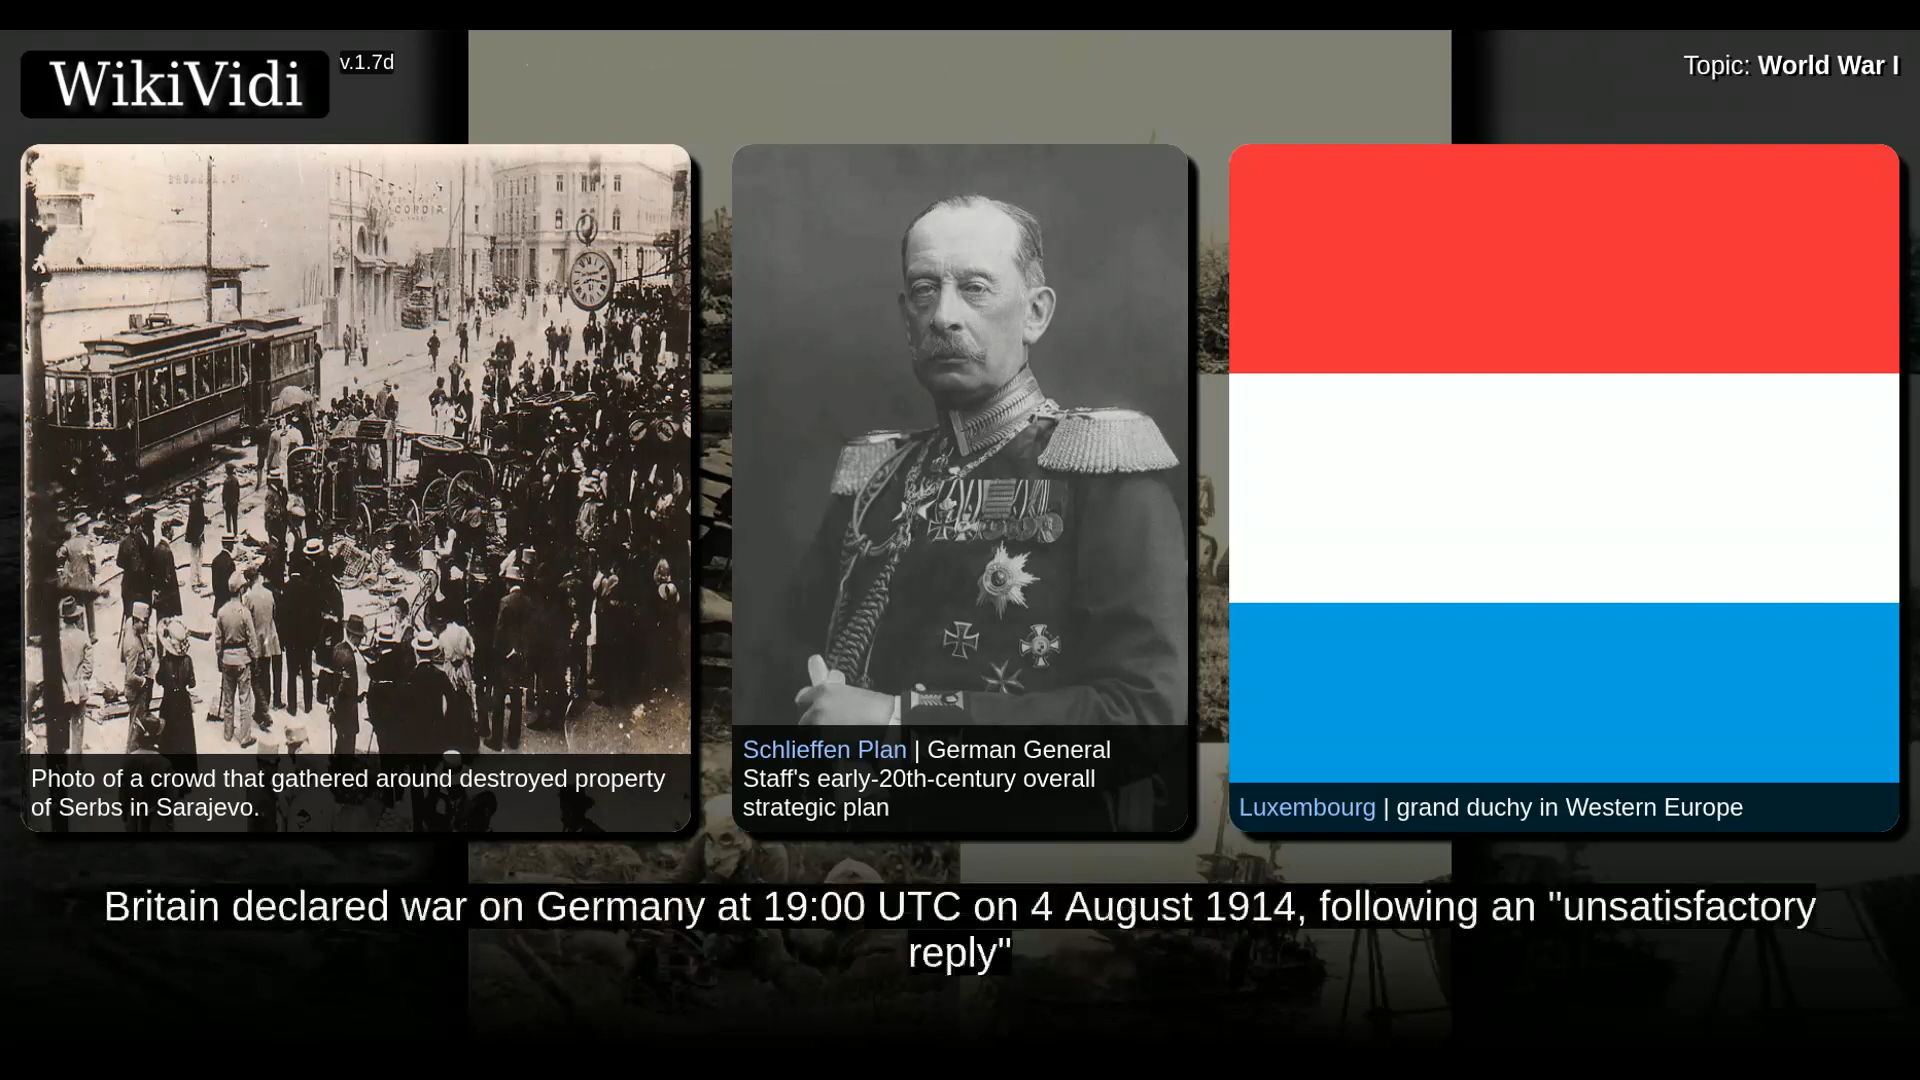 WikiVidi
v.1.7d
Topic: World War I
CORDIA
Photo of a crowd that gathered around destroyed property
of Serbs in Sarajevo.
Schlieffen Plan | German General
Staff's early-20th-century overall
strategic plan
Luxembourg | grand duchy in Western Europe
Britain declared war on Germany at 19:00 UTC on 4 August 1914, following an "unsatisfactory
reply"